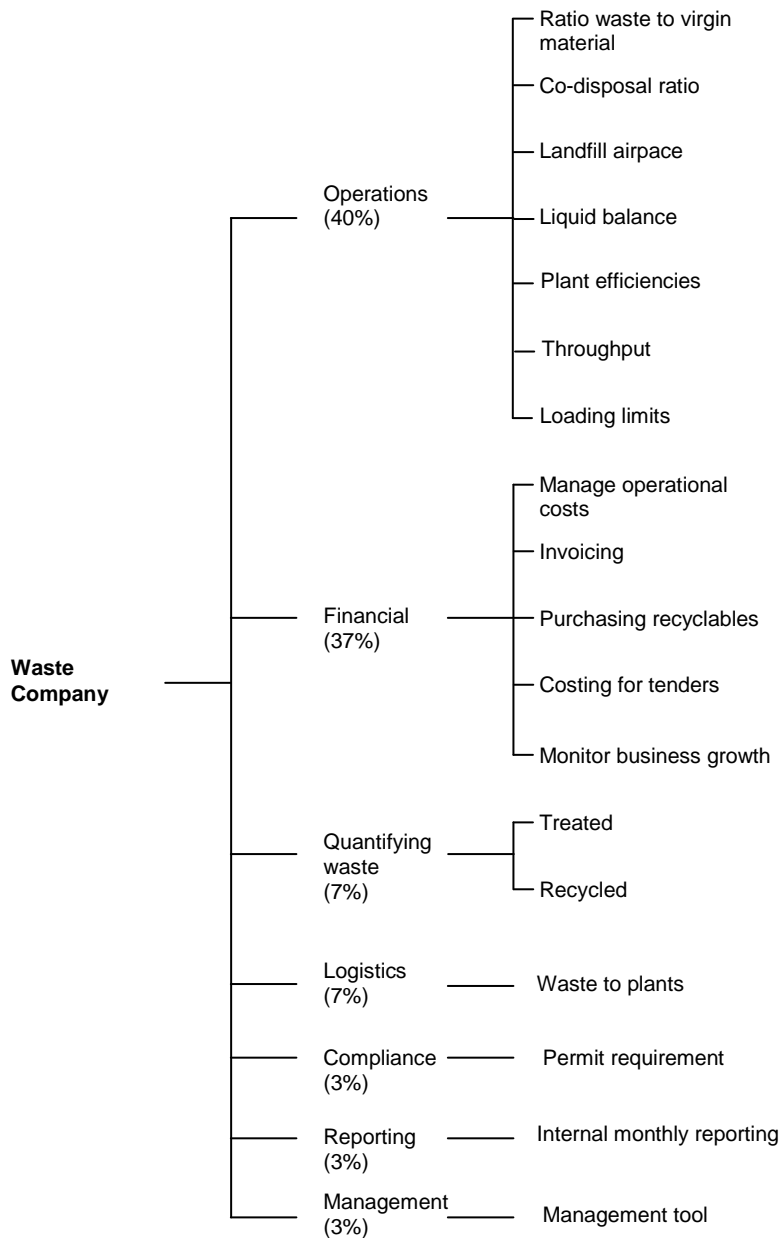 Waste
Company
Operations
(40%)
Ratio waste to virgin
material
Co-disposal ratio
Landfill airpace
Liquid balance
Plant efficiencies
Throughput
Loading limits
Financial
(37%)
Manage operational
costs
Invoicing
Purchasing recyclables
Costing for tenders
Monitor business growth
Quantifying
waste
(7%)
Treated
Recycled
Logistics
(7%)
Waste to plants
Compliance
(3%)
Permit requirement
Reporting
(3%)
Internal monthly reporting
Management
(3%)
Management tool